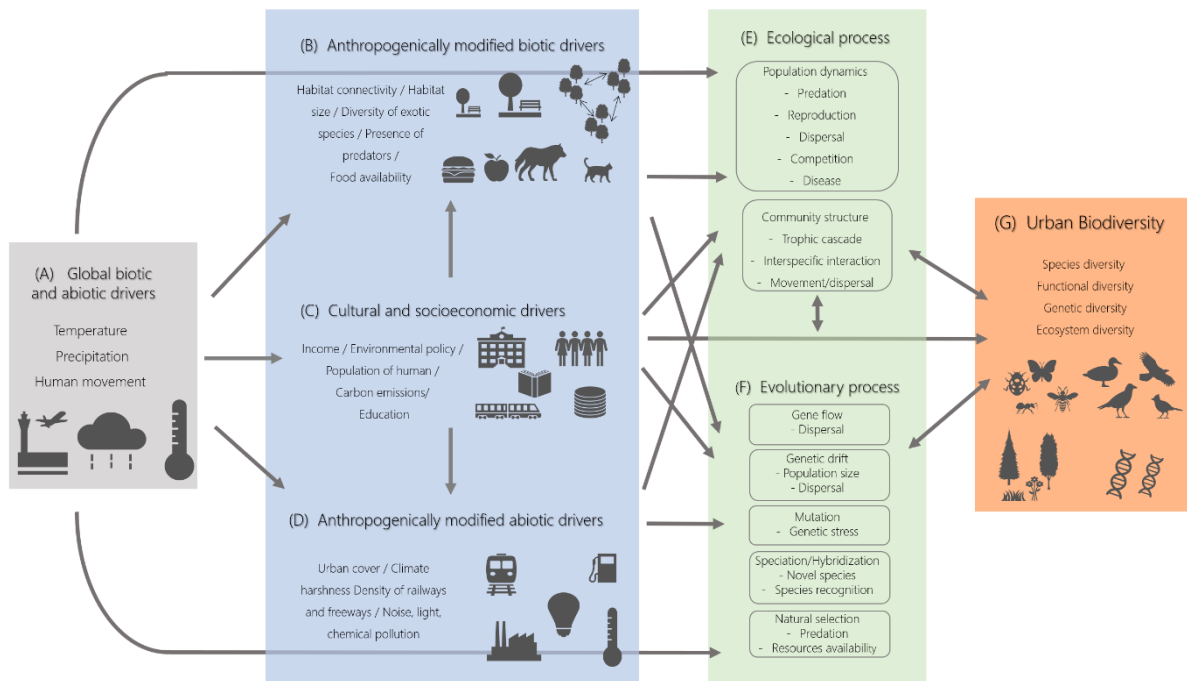 (A) Global biotic
and abiotic drivers
Temperature
Precipitation
Human movement
(B) Anthropogenically modified biotic drivers
Habitat connectivity / Habitat
size / Diversity of exotic
species / Presence of
predators /
Food availability
(C) Cultural and socioeconomic drivers
Income / Environmental policy /
Population of human /
Carbon emissions/
Education
(D) Anthropogenically modified abiotic drivers
Urban cover / Climate
harshness Density of railways
and freeways / Noise, light,
chemical pollution
(E) Ecological process
Population dynamics
- Predation
- Reproduction
- Dispersal
- Competition
- Disease
Community structure
- Trophic cascade
- Interspecific interaction
- Movement/dispersal
(F) Evolutionary process
Gene flow
- Dispersal
Genetic drift
- Population size
- Dispersal
Mutation
- Genetic stress
Speciation/Hybridization
- Novel species
- Species recognition
Natural selection
- Predation
- Resources availability
(G) Urban Biodiversity
Species diversity
Functional diversity
Genetic diversity
Ecosystem diversity